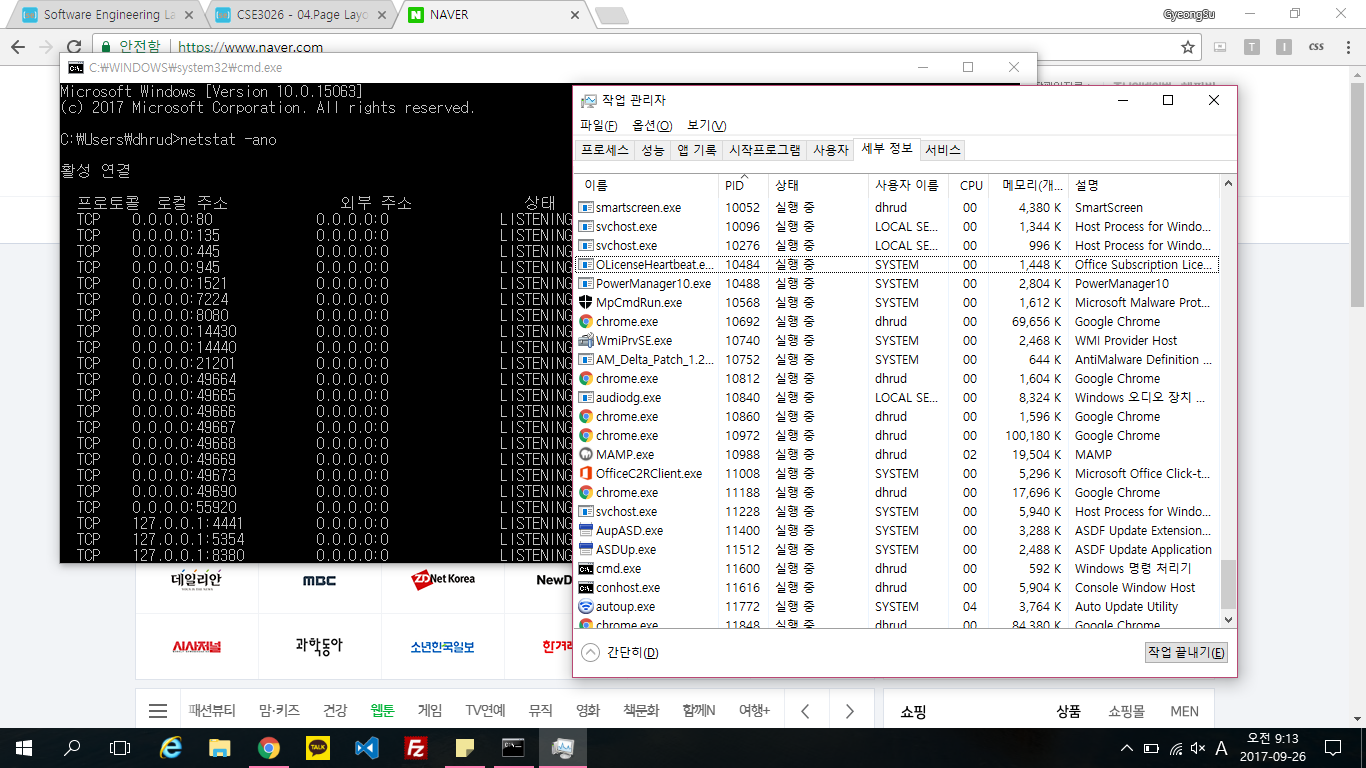 Software Engineering La
CSE3026 - 04.Page Layo
NAVER
GyeongSu
안전함
https://www.naver.com
T
I
css
C:₩WINDOWS₩system32₩cmd.exe
Microsoft Windows [Version 10.0.15063]
(c) 2017 Microsoft Corporation. All rights reserved.
C:₩Users₩dhrud>netstat -ano
활성 연결
프로토콜 로컬 주소 외부 주소 상태
TCP 0.0.0.0:80 0.0.0.0:0 LISTENING
TCP 0.0.0.0:135 0.0.0.0:0 LISTENING
TCP 0.0.0.0:445 0.0.0.0:0 LISTENING
TCP 0.0.0.0:945 0.0.0.0:0 LISTENING
TCP 0.0.0.0:1521 0.0.0.0:0 LISTENING
TCP 0.0.0.0:7224 0.0.0.0:0 LISTENING
TCP 0.0.0.0:8080 0.0.0.0:0 LISTENING
TCP 0.0.0.0:14430 0.0.0.0:0 LISTENING
TCP 0.0.0.0:14440 0.0.0.0:0 LISTENING
TCP 0.0.0.0:21201 0.0.0.0:0 LISTENING
TCP 0.0.0.0:49664 0.0.0.0:0 LISTENING
TCP 0.0.0.0:49665 0.0.0.0:0 LISTENING
TCP 0.0.0.0:49666 0.0.0.0:0 LISTENING
TCP 0.0.0.0:49667 0.0.0.0:0 LISTENING
TCP 0.0.0.0:49668 0.0.0.0:0 LISTENING
TCP 0.0.0.0:49669 0.0.0.0:0 LISTENING
TCP 0.0.0.0:49673 0.0.0.0:0 LISTENING
TCP 0.0.0.0:49690 0.0.0.0:0 LISTENING
TCP 0.0.0.0:55920 0.0.0.0:0 LISTENING
TCP 127.0.0.1:4441 0.0.0.0:0 LISTENING
TCP 127.0.0.1:5354 0.0.0.0:0 LISTENING
TCP 127.0.0.1:8380 0.0.0.0:0 LISTENING
작업 관리자
파일(F) 옵션(O) 보기(V)
프로세스 성능 앱 기록 시작프로그램 사용자 세부 정보 서비스
이름 PID 상태 사용자 이름 CPU 메모리(개... 설명
smartscreen.exe 10052 실행 중 dhrud 00 4,380 K SmartScreen
svchost.exe 10096 실행 중 LOCAL SE... 00 1,344 K Host Process for Windo...
svchost.exe 10276 실행 중 LOCAL SE... 00 996 K Host Process for Windo...
OLicenseHeartbeat.e... 10484 실행 중 SYSTEM 00 1,448 K Office Subscription Lice...
PowerManager10.exe 10488 실행 중 SYSTEM 00 2,804 K PowerManager10
MpCmdRun.exe 10568 실행 중 SYSTEM 00 1,612 K Microsoft Malware Prot...
chrome.exe 10692 실행 중 dhrud 00 69,656 K Google Chrome
WmiPrvSE.exe 10740 실행 중 SYSTEM 00 2,468 K WMI Provider Host
AM_Delta_Patch_1.2... 10752 실행 중 SYSTEM 00 644 K AntiMalware Definition ...
chrome.exe 10812 실행 중 dhrud 00 1,604 K Google Chrome
audiodg.exe 10840 실행 중 LOCAL SE... 00 8,324 K Windows 오디오 장치 ...
chrome.exe 10860 실행 중 dhrud 00 1,596 K Google Chrome
chrome.exe 10972 실행 중 dhrud 00 100,180 K Google Chrome
MAMP.exe 10988 실행 중 dhrud 02 19,504 K MAMP
OfficeC2RClient.exe 11008 실행 중 SYSTEM 00 5,296 K Microsoft Office Click-t...
chrome.exe 11188 실행 중 dhrud 00 17,696 K Google Chrome
svchost.exe 11228 실행 중 SYSTEM 00 5,940 K Host Process for Windo...
AupASD.exe 11400 실행 중 SYSTEM 00 3,288 K ASDF Update Extension...
ASDUp.exe 11512 실행 중 SYSTEM 00 2,488 K ASDF Update Application
cmd.exe 11600 실행 중 dhrud 00 592 K Windows 명령 처리기
conhost.exe 11616 실행 중 dhrud 00 5,904 K Console Window Host
autoup.exe 11772 실행 중 SYSTEM 04 3,764 K Auto Update Utility
chrome.exe 11848 실행 중 dhrud 00 84,380 K Google Chrome
간단히(D) 작업 끝내기(E)
데일리안 MBC ZDNet Korea NewD
시사저널 과학동아 소년한국일보 한겨레
패션뷰티 맘·키즈 건강 웹툰 게임 TV연예 뮤직 영화 책문화 함께N 여행+
쇼핑 상품 쇼핑몰 MEN
TALK
Fz
A
오전 9:13
2017-09-26